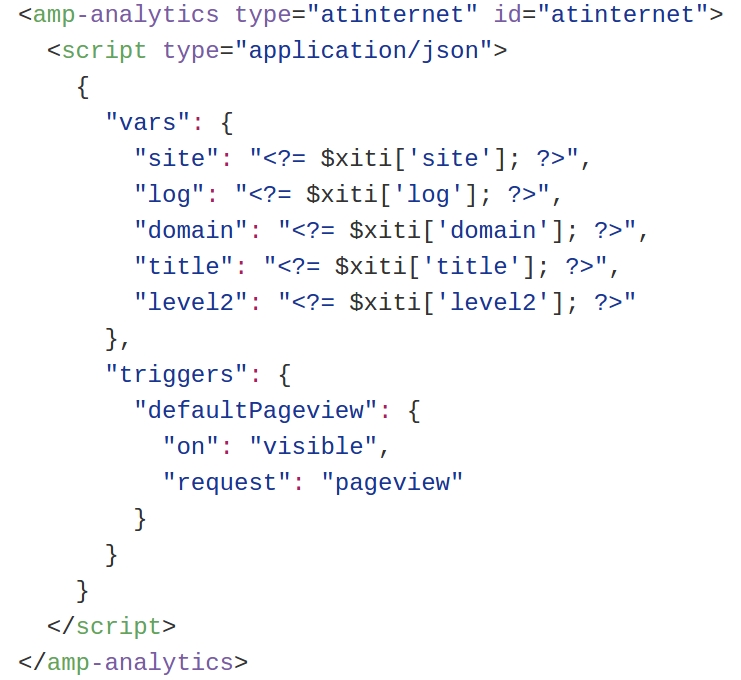 <amp-analytics type="atinternet" id="atinternet">
  <script type="application/json">
    {
      "vars": {
        "site": "<?= $xiti['site']; ?>",
        "log": "<?= $xiti['log']; ?>",
        "domain": "<?= $xiti['domain']; ?>",
        "title": "<?= $xiti['title']; ?>",
        "level2": "<?= $xiti['level2']; ?>"
      },
      "triggers": {
        "defaultPageview": {
          "on": "visible",
          "request": "pageview"
        }
      }
    }
  </script>
</amp-analytics>